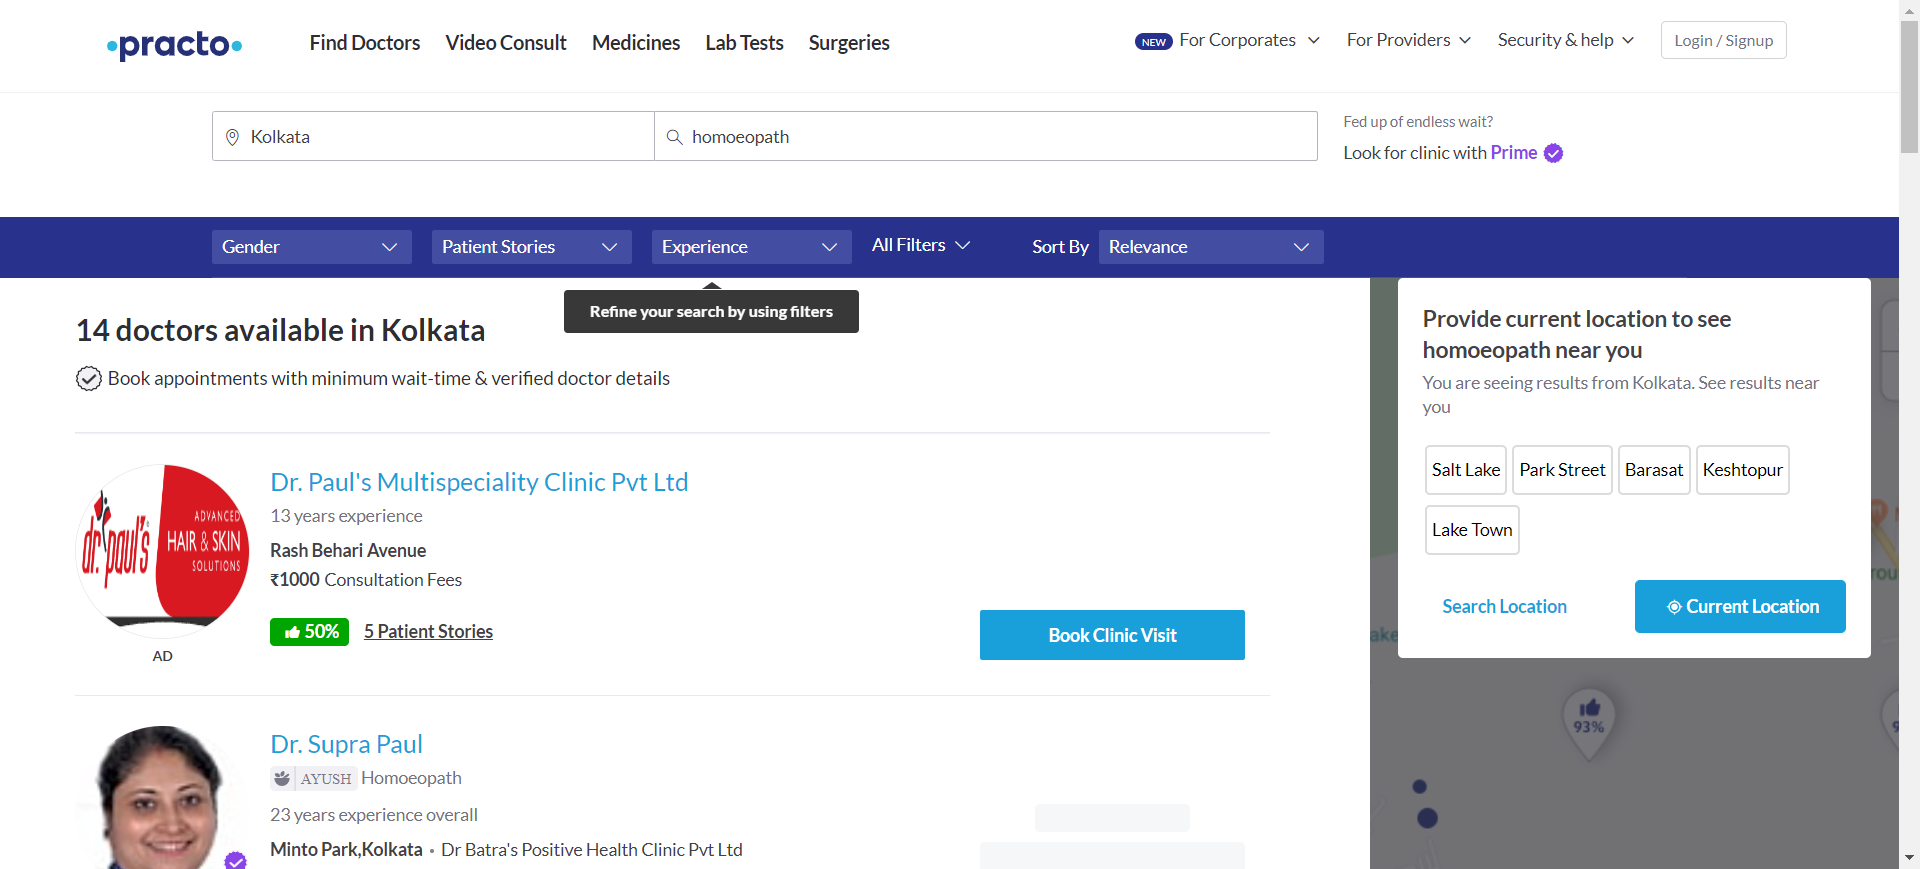 practo
Find Doctors
Video Consult
Medicines
Lab Tests
Surgeries
NEW For Corporates
For Providers
Security & help
Login / Signup
Kolkata
homoeopath
Fed up of endless wait?
Look for clinic with Prime
Gender
Patient Stories
Experience
All Filters
Sort By
Relevance
Refine your search by using filters
14 doctors available in Kolkata
Book appointments with minimum wait-time & verified doctor details
dr. paul's
ADVANCED
HAIR & SKIN
SOLUTIONS
AD
Dr. Paul's Multispeciality Clinic Pvt Ltd
13 years experience
Rash Behari Avenue
₹1000 Consultation Fees
50%
5 Patient Stories
Book Clinic Visit
Dr. Supra Paul
AYUSH Homoeopath
23 years experience overall
Minto Park,Kolkata • Dr Batra's Positive Health Clinic Pvt Ltd
Provide current location to see
homoeopath near you
You are seeing results from Kolkata. See results near
you
Salt Lake
Park Street
Barasat
Keshtopur
Lake Town
Search Location
Current Location
93%